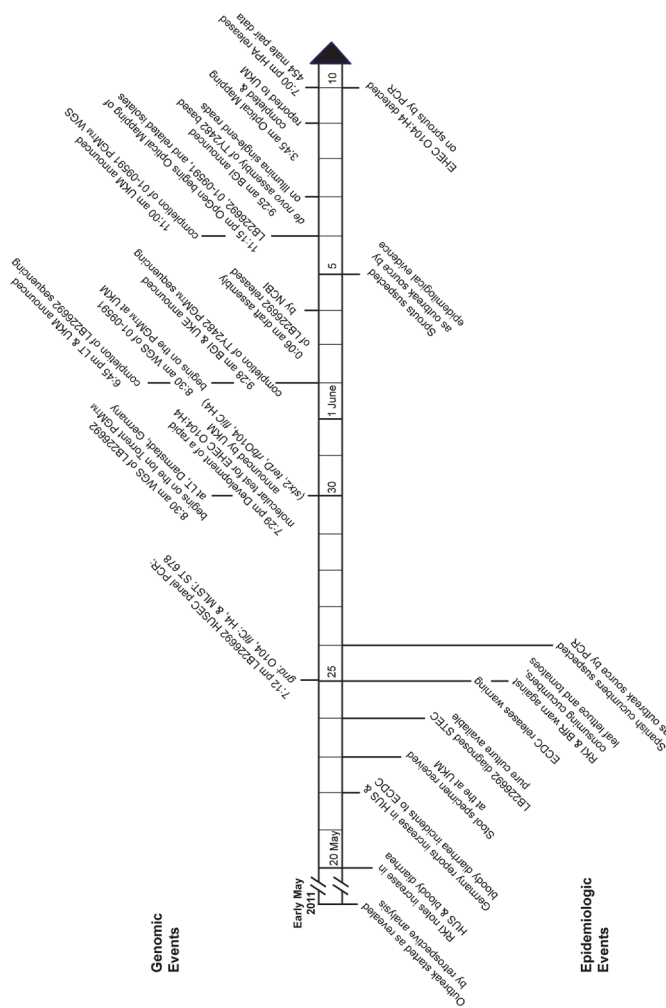 Genomic
Events
Early May
2011
20 May
25
30
1 June
5
10
7:12 pm LB226692 HUSEC panel PCR:
gnd: O104, fliC: H4, & MLST: ST 678
8:30 am WGS of LB226692
begins on the Ion Torrent PGM™
at LT, Darmstadt, Germany
7:29 pm Development of a rapid
molecular test for EHEC O104:H4
announced by UKM
(stx2, terD, rbO104, fliC H4)
6:45 pm LT & UKM announced
completion of LB226692 sequencing
8:30 am WGS of 01-09591
begins on the PGM™ at UKM
9:28 am BGI & UKE announced
completion of TY2482 PGM™ sequencing
0:06 am draft assembly
of LB226692 released
by NCBI
11:00 am UKM announced
completion of 01-09591 PGM™ WGS
11:15 pm OpGen begins Optical Mapping of
LB226692, 01-09591, and related isolates
9:25 am BGI announced
de novo assembly of TY2482 based
on Illumina single-end reads
3:45 am Optical Mapping
completed &
reported to UKM
7:00 pm HPA released
454 mate pair data
Epidemiologic
Events
Outbreak started as revealed
by retrospective analysis
RKI notes increase in
HUS & bloody diarrhea
Germany reports increase in HUS &
bloody diarrhea incidents to ECDC
Stool specimen received
at the at UKM
LB226692 diagnosed STEC
pure culture available
ECDC releases warning
RKI & BfR warn against
consuming cucumbers,
leaf lettuce and tomatoes
Spanish cucumbers suspected
as outbreak source by PCR
Sprouts suspected
as outbreak source by
epidemilogical evidence
EHEC O104:H4 detected
on sprouts by PCR